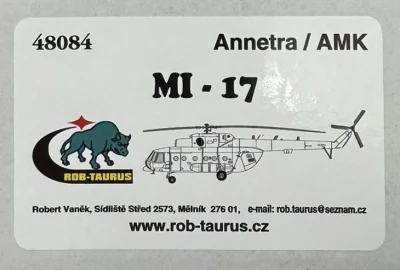 48084 Annetra / AMK
MI - 17
ROB-TAURUS
Robert Vaněk, Sídliště Střed 2573, Mělník 276 01, e-mail: rob.taurus@seznam.cz
www.rob-taurus.cz